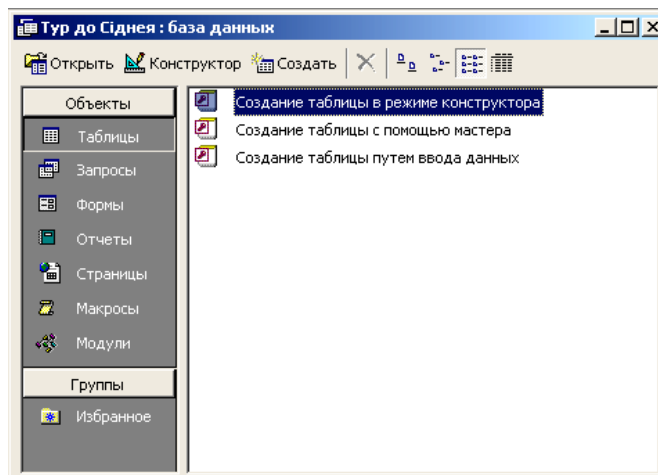 Тур до Сіднея : база данных
Открыть Конструктор Создать
Объекты
Таблицы
Запросы
Формы
Отчеты
Страницы
Макросы
Модули
Группы
Избранное
Создание таблицы в режиме конструктора
Создание таблицы с помощью мастера
Создание таблицы путем ввода данных